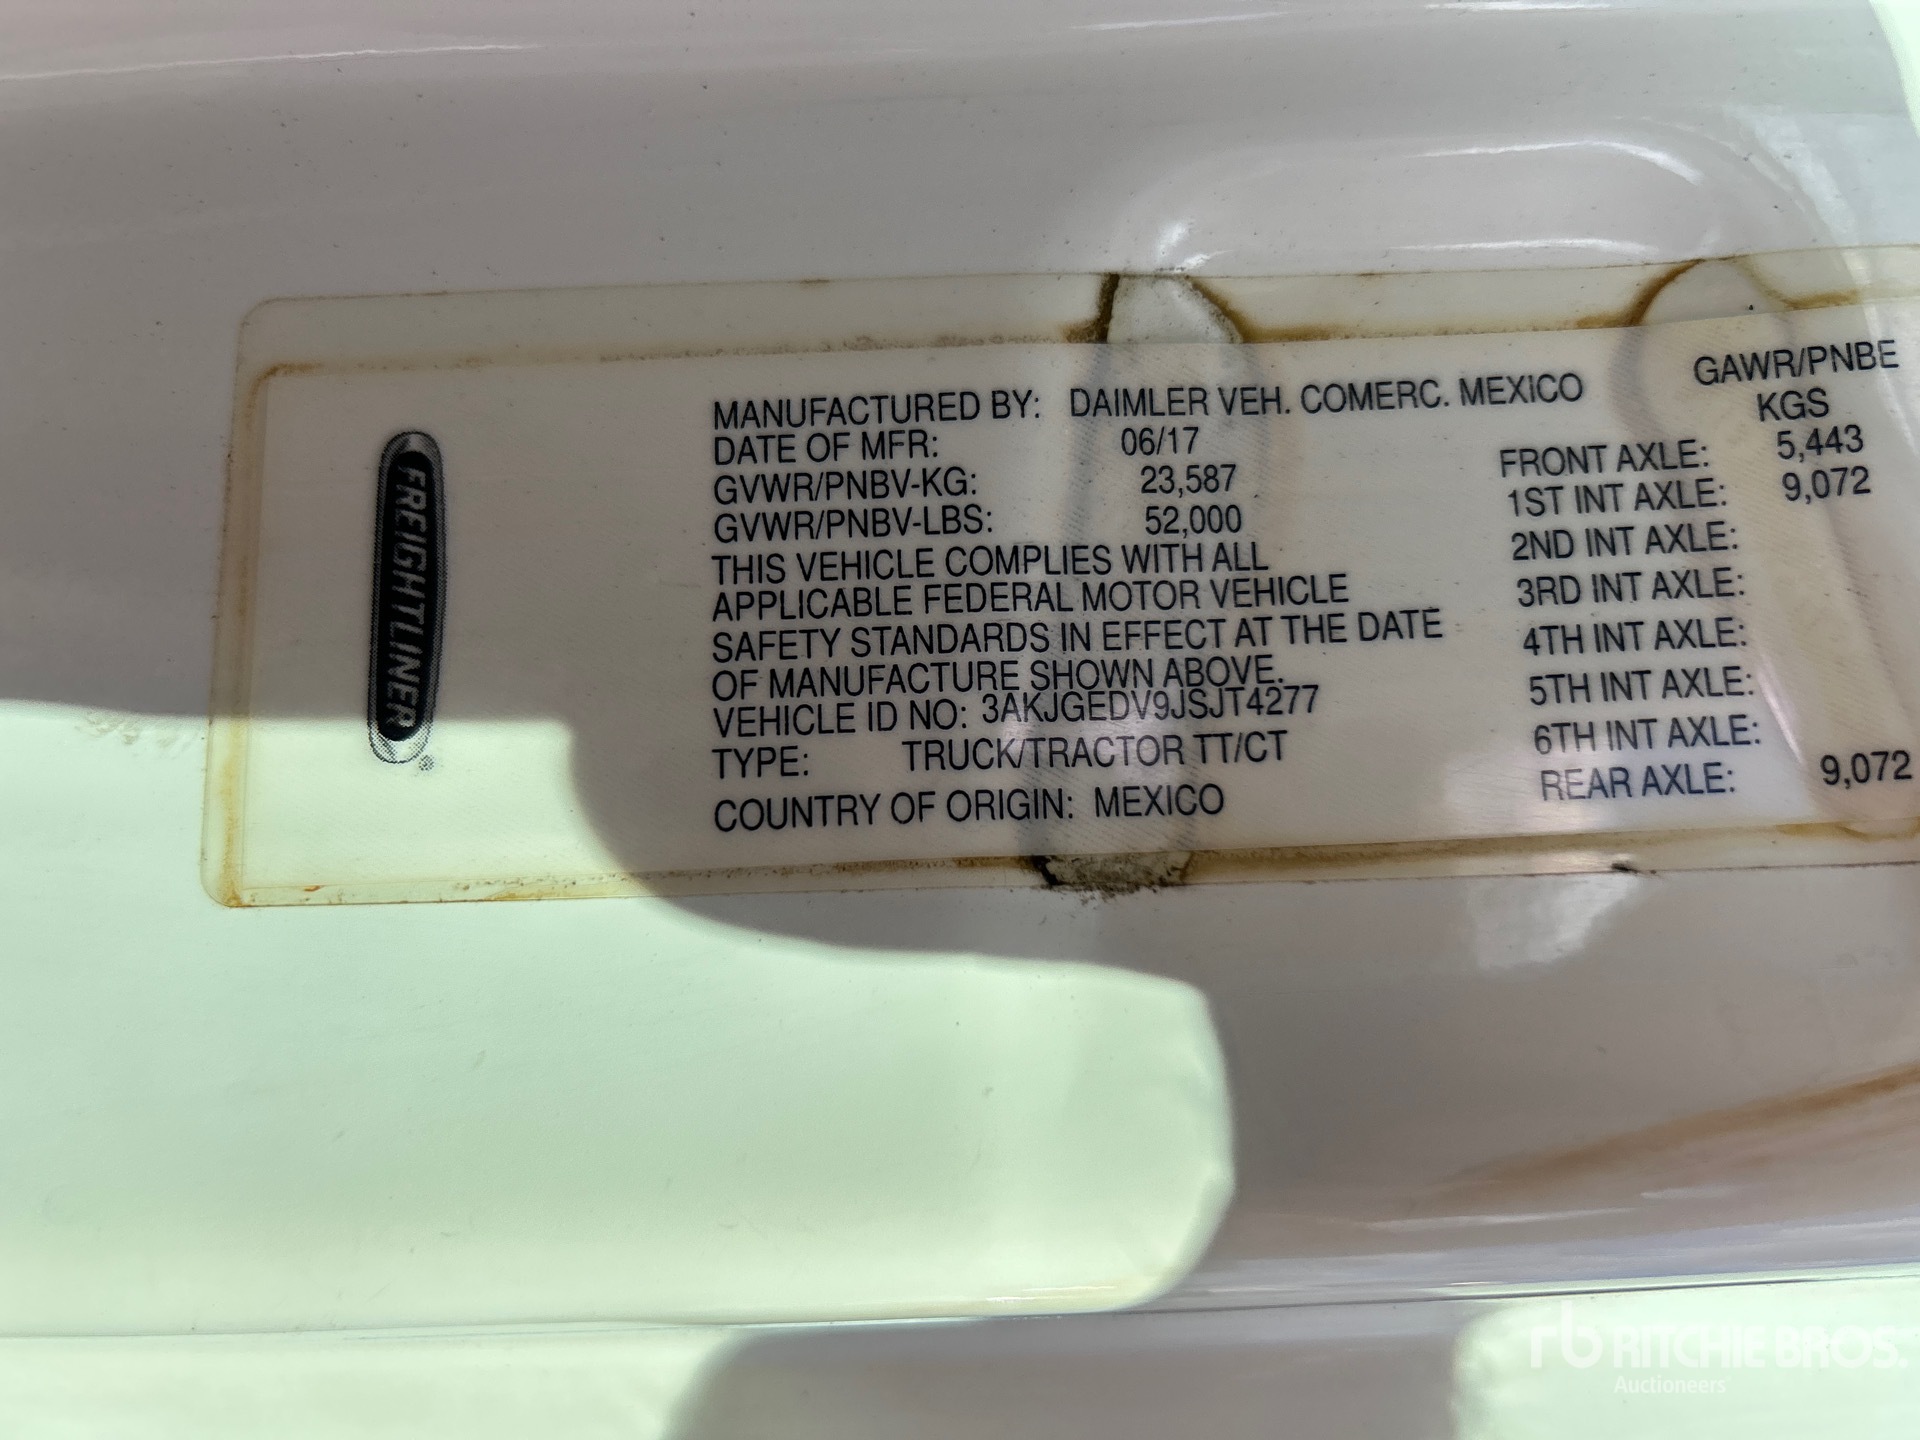 FREIGHTLINER®
MANUFACTURED BY: DAIMLER VEH. COMERC. MEXICO
DATE OF MFR: 06/17
GVWR/PNBV-KG: 23,587
GVWR/PNBV-LBS: 52,000
THIS VEHICLE COMPLIES WITH ALL
APPLICABLE FEDERAL MOTOR VEHICLE
SAFETY STANDARDS IN EFFECT AT THE DATE
OF MANUFACTURE SHOWN ABOVE.
VEHICLE ID NO: 3AKJGEDV9JSJT4277
TYPE: TRUCK/TRACTOR TT/CT
COUNTRY OF ORIGIN: MEXICO
GAWR/PNBE
KGS
FRONT AXLE: 5,443
1ST INT AXLE: 9,072
2ND INT AXLE:
3RD INT AXLE:
4TH INT AXLE:
5TH INT AXLE:
6TH INT AXLE:
REAR AXLE: 9,072
rb RITCHIE BROS.
Auctioneers